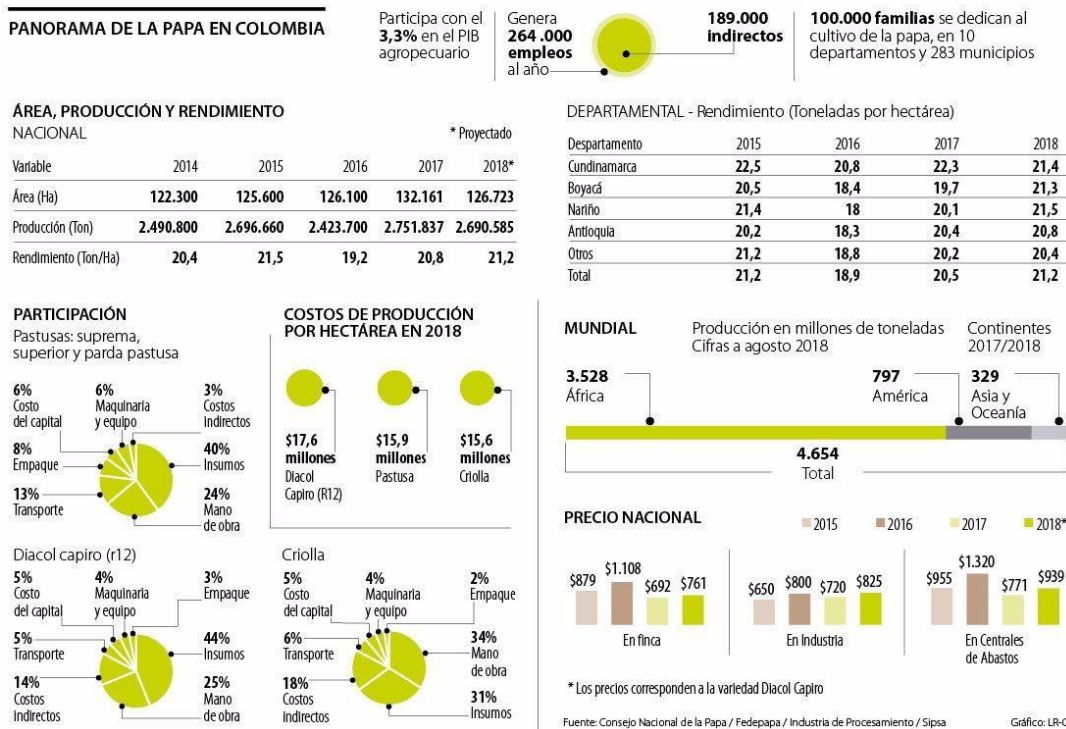 PANORAMA DE LA PAPA EN COLOMBIA
Participa con el
3,3% en el PIB
agropecuario
Genera
264 .000
empleos
al año
189.000
indirectos
100.000 familias se dedican al
cultivo de la papa, en 10
departamentos y 283 municipios
ÁREA, PRODUCCIÓN Y RENDIMIENTO
NACIONAL
* Proyectado
Variable 2014 2015 2016 2017 2018*
Área (Ha) 122.300 125.600 126.100 132.161 126.723
Producción (Ton) 2.490.800 2.696.660 2.423.700 2.751.837 2.690.585
Rendimiento (Ton/Ha) 20,4 21,5 19,2 20,8 21,2
DEPARTAMENTAL - Rendimiento (Toneladas por hectárea)
Despartamento 2015 2016 2017 2018
Cundinamarca 22,5 20,8 22,3 21,4
Boyacá 20,5 18,4 19,7 21,3
Nariño 21,4 18 20,1 21,5
Antioquia 20,2 18,3 20,4 20,8
Otros 21,2 18,8 20,2 20,4
Total 21,2 18,9 20,5 21,2
PARTICIPACIÓN
Pastusas: suprema,
superior y parda pastusa
6%
Costo
del capital
6%
Maquinaria
y equipo
3%
Costos
Indirectos
8%
Empaque
40%
Insumos
13%
Transporte
24%
Mano
de obra
COSTOS DE PRODUCCIÓN
POR HECTÁREA EN 2018
$17,6
millones
Diacol
Capiro (R12)
$15,9
millones
Pastusa
$15,6
millones
Criolla
Diacol capiro (r12)
5%
Costo
del capital
4%
Maquinaria
y equipo
3%
Empaque
5%
Transporte
44%
Insumos
14%
Costos
Indirectos
25%
Mano
de obra
Criolla
5%
Costo
del capital
4%
Maquinaria
y equipo
2%
Empaque
6%
Transporte
34%
Mano
de obra
18%
Costos
Indirectos
31%
Insumos
MUNDIAL
Producción en millones de toneladas
Cifras a agosto 2018
Continentes
2017/2018
3.528
África
797
América
329
Asia y
Oceanía
4.654
Total
PRECIO NACIONAL
2015 2016 2017 2018*
$879 $1.108 $692 $761
En finca
$650 $800 $720 $825
En Industria
$955 $1.320 $771 $939
En Centrales
de Abastos
* Los precios corresponden a la variedad Diacol Capiro
Fuente: Consejo Nacional de la Papa / Fedepapa / Industria de Procesamiento / Sipsa
Gráfico: LR-